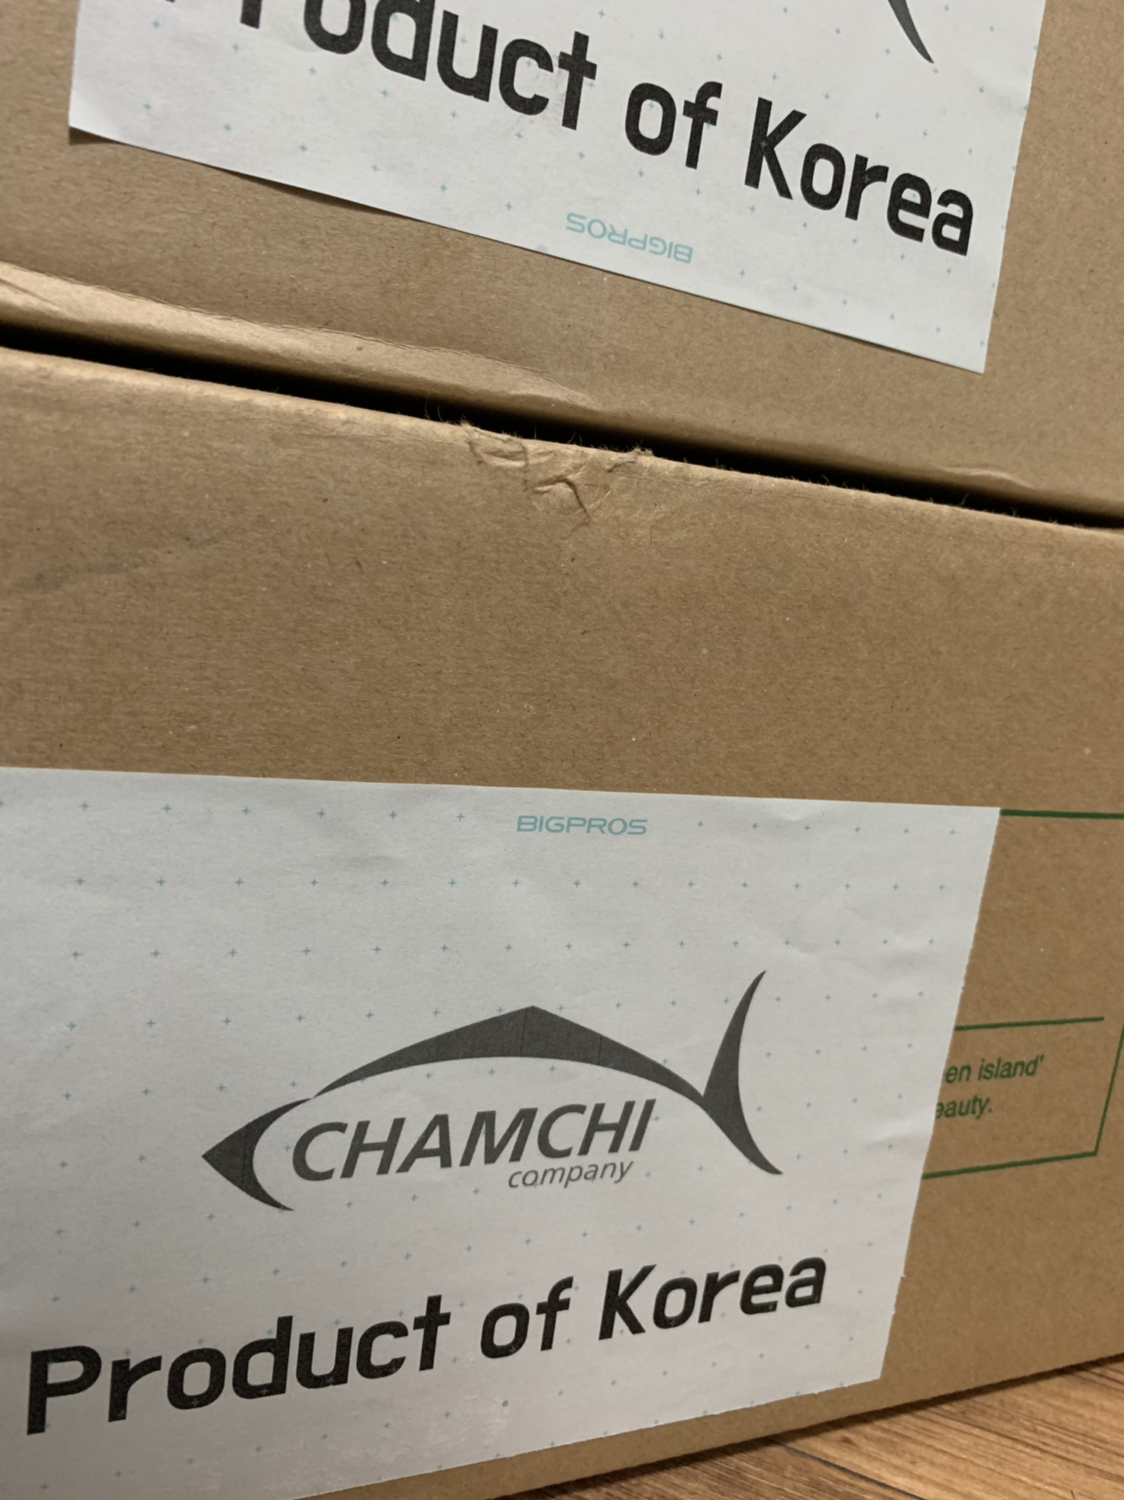 Product of Korea
BIGPROS
BIGPROS
CHAMCHI
company
en island'
eauty.
Product of Korea